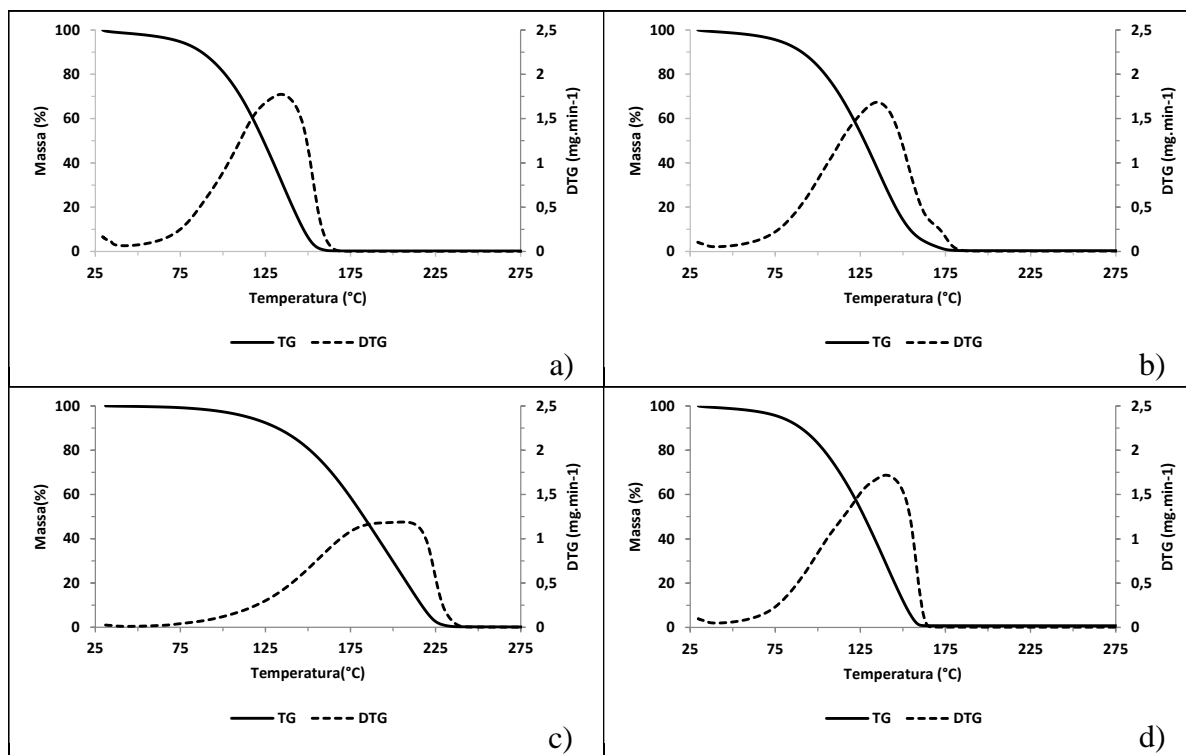 100
80
60
40
20
0
Massa (%)
2,5
2
1,5
1
0,5
0
DTG (mg.min-1)
25 75 125 175 225 275
Temperatura (°C)
TG DTG
a)
100
80
60
40
20
0
Massa (%)
2,5
2
1,5
1
0,5
0
DTG (mg.min-1)
25 75 125 175 225 275
Temperatura (°C)
TG DTG
b)
100
80
60
40
20
0
Massa(%)
2,5
2
1,5
1
0,5
0
DTG (mg.min-1)
25 75 125 175 225 275
Temperatura(°C)
TG DTG
c)
100
80
60
40
20
0
Massa (%)
2,5
2
1,5
1
0,5
0
DTG (mg.min-1)
25 75 125 175 225 275
Temperatura (°C)
TG DTG
d)